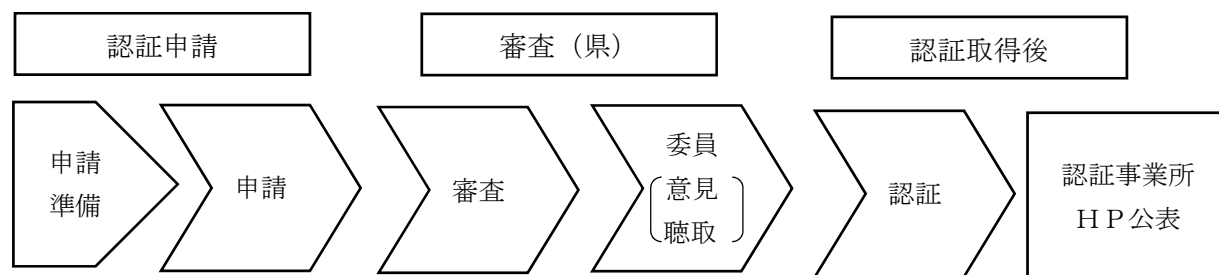 認証申請
審査（県）
認証取得後
申請
準備
申請
審査
委員
意見
聴取
認証
認証事業所
ＨＰ公表